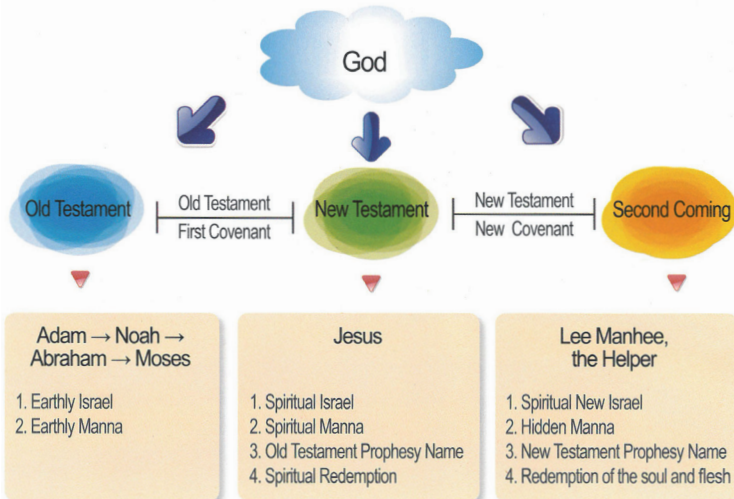 God
Old Testament
Old Testament
First Covenant
New Testament
New Testament
New Covenant
Second Coming
Adam → Noah →
Abraham → Moses
1. Earthly Israel
2. Earthly Manna
Jesus
1. Spiritual Israel
2. Spiritual Manna
3. Old Testament Prophesy Name
4. Spiritual Redemption
Lee Manhee,
the Helper
1. Spiritual New Israel
2. Hidden Manna
3. New Testament Prophesy Name
4. Redemption of the soul and flesh